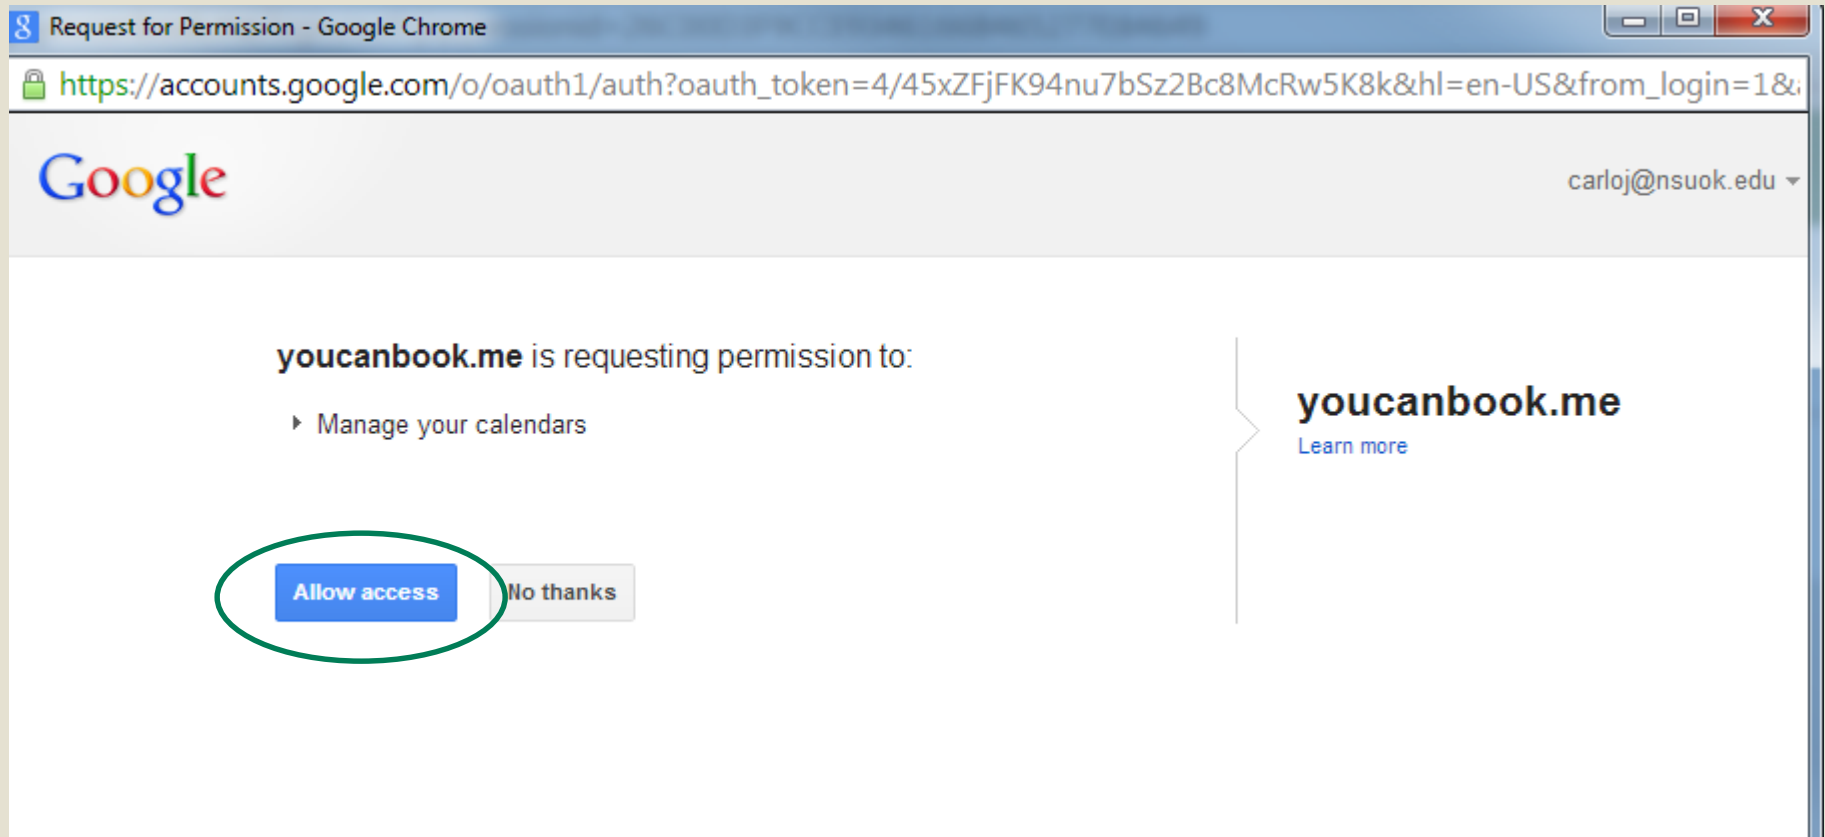 Request for Permission - Google Chrome
https://accounts.google.com/o/oauth1/auth?oauth_token=4/45xZFjFK94nu7bSz2Bc8McRw5K8k&hl=en-US&from_login=1&
Google
carloj@nsuok.edu
youcanbook.me is requesting permission to:
Manage your calendars
youcanbook.me
Learn more
Allow access
No thanks